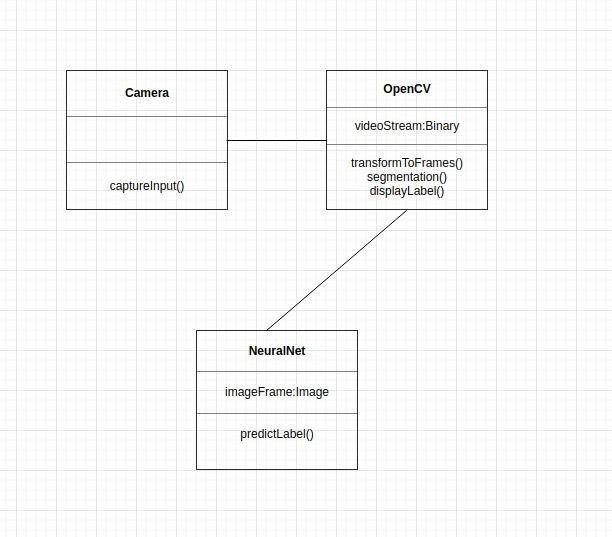 Camera
captureInput()
OpenCV
videoStream:Binary
transformToFrames()
segmentation()
displayLabel()
NeuralNet
imageFrame:Image
predictLabel()